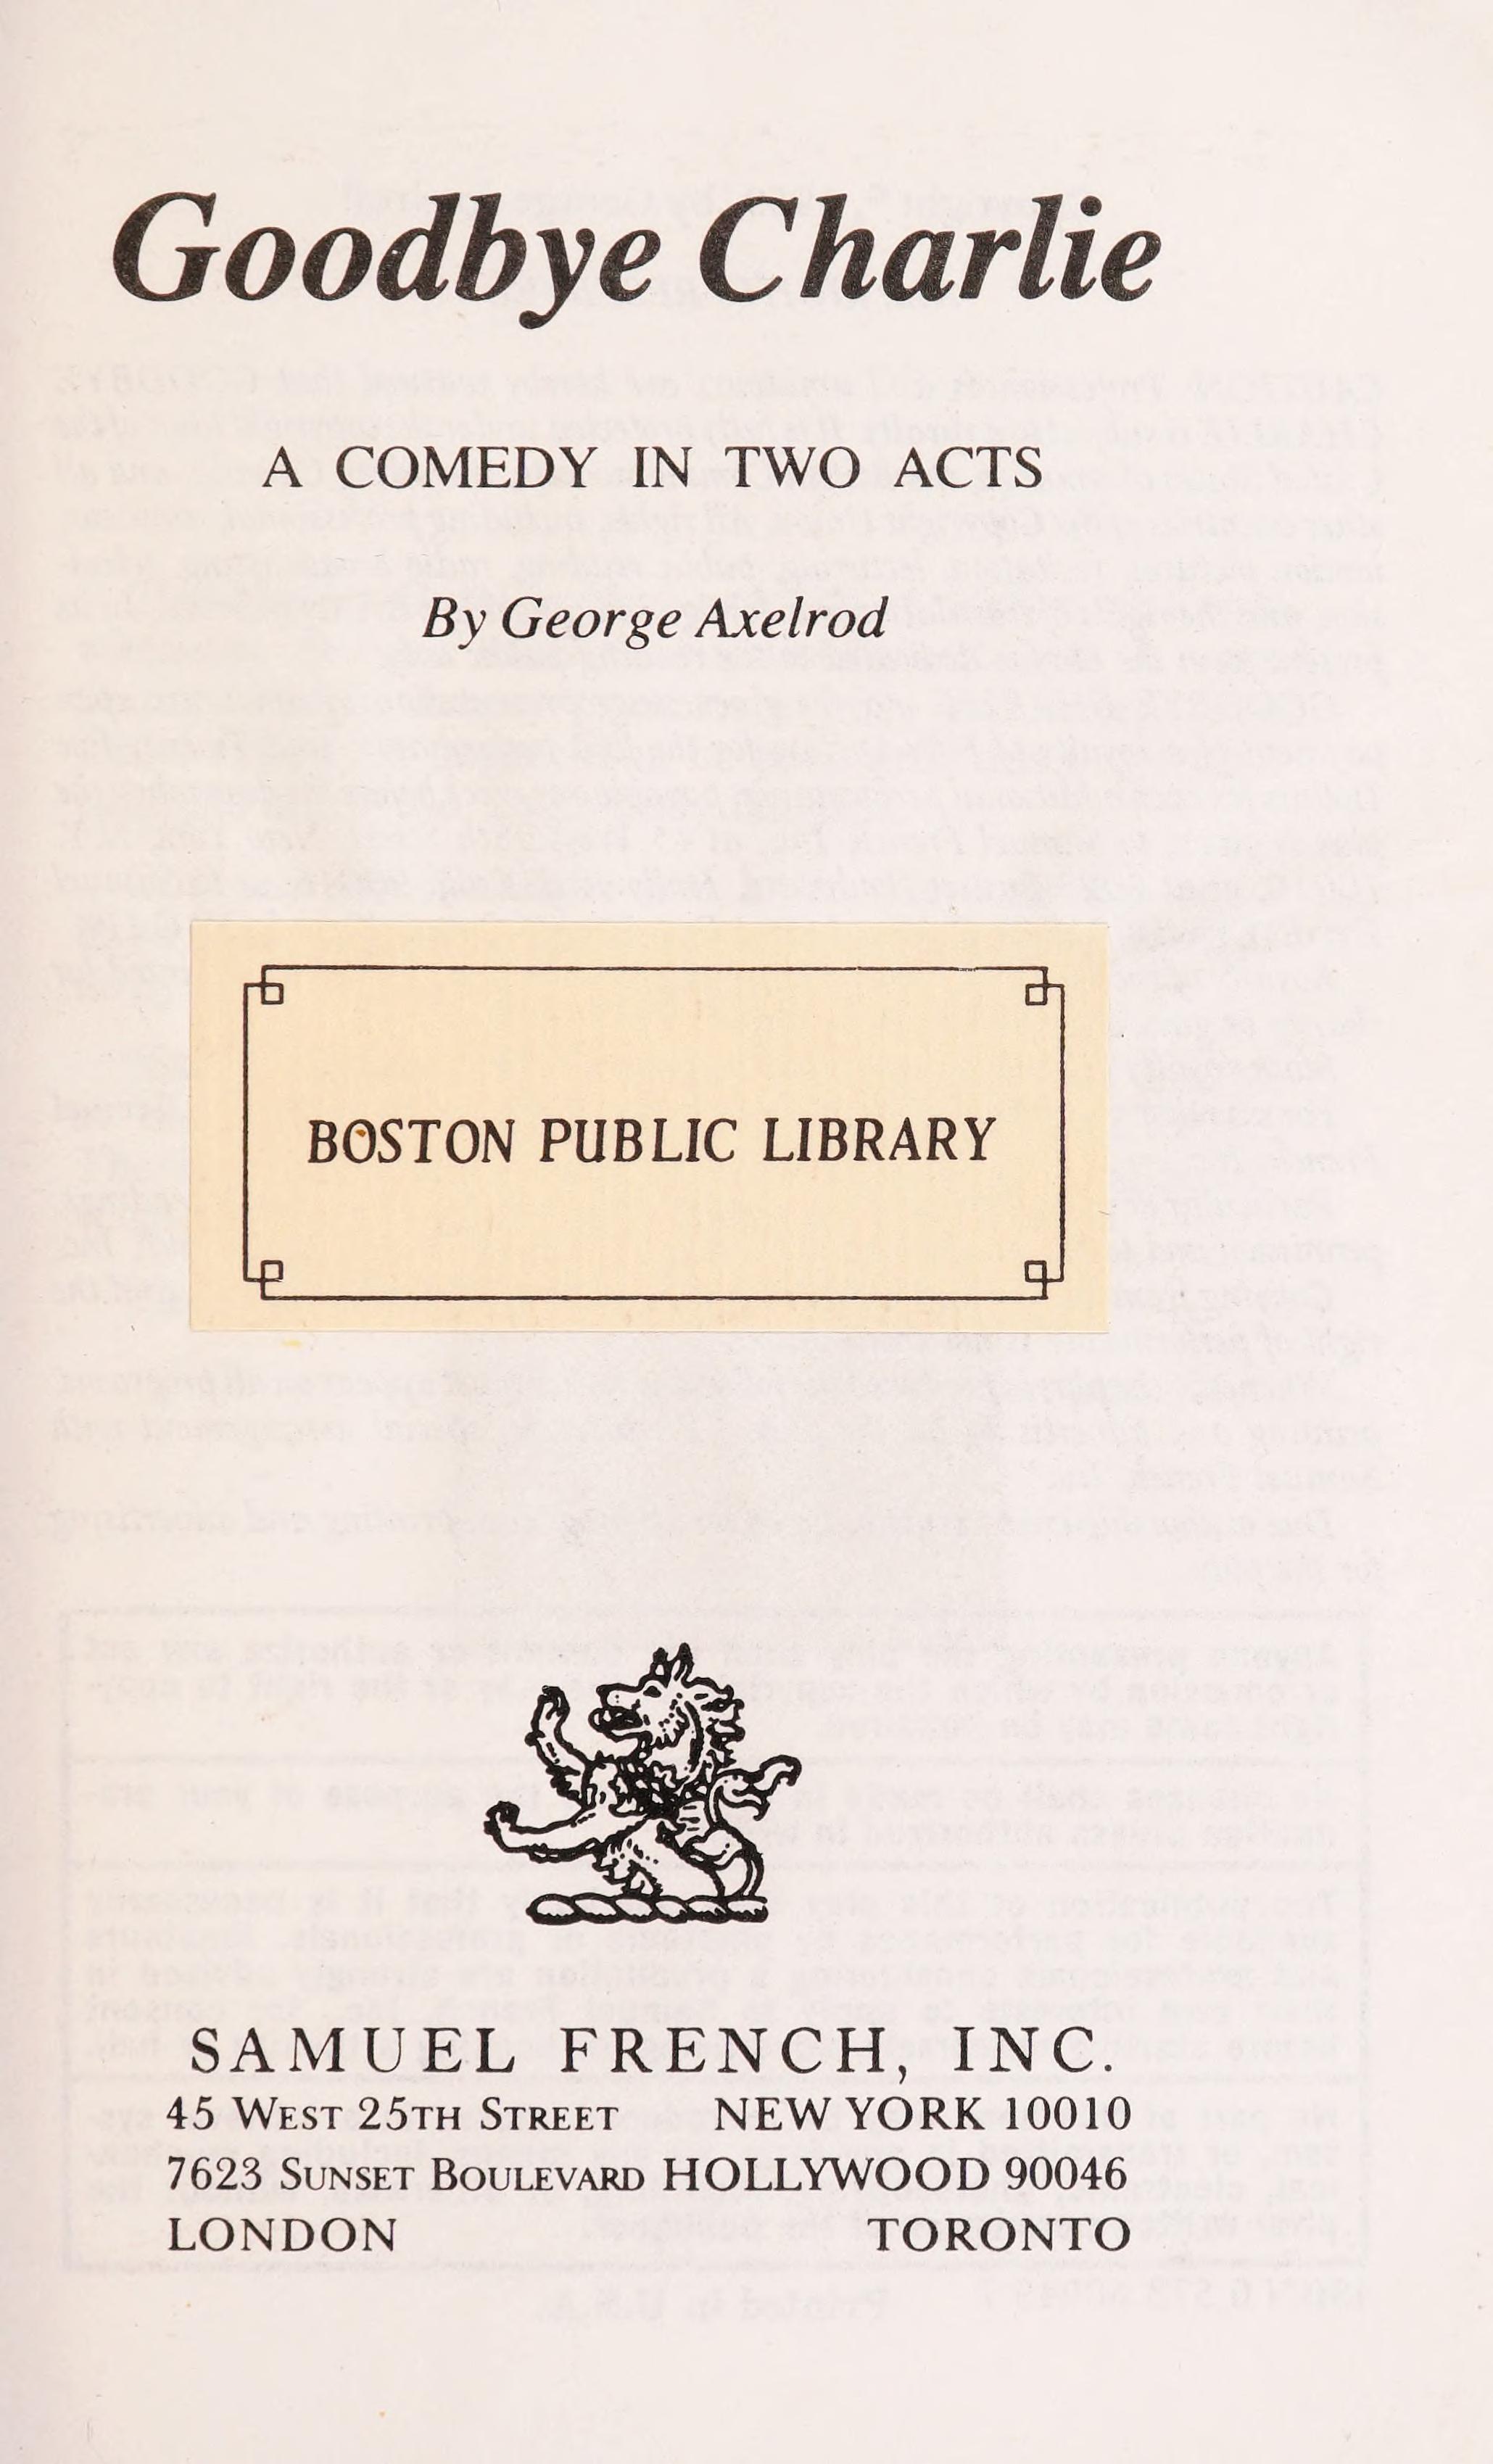 Goodbye Charlie
A COMEDY IN TWO ACTS
By George Axelrod
BOSTON PUBLIC LIBRARY
SAMUEL FRENCH, INC.
45 WEST 25TH STREET NEW YORK 10010
7623 SUNSET BOULEVARD HOLLYWOOD 90046
LONDON TORONTO